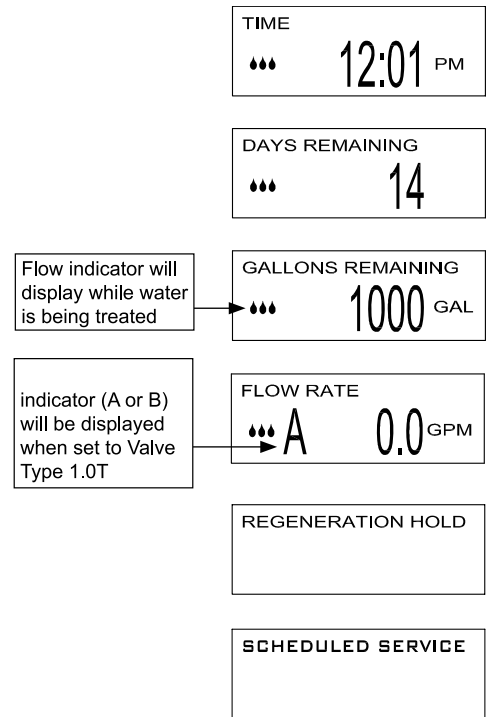 TIME
12:01 PM
DAYS REMAINING
14
Flow indicator will
display while water
is being treated
GALLONS REMAINING
1000 GAL
indicator (A or B)
will be displayed
when set to Valve
Type 1.0T
FLOW RATE
A 0.0 GPM
REGENERATION HOLD
SCHEDULED SERVICE